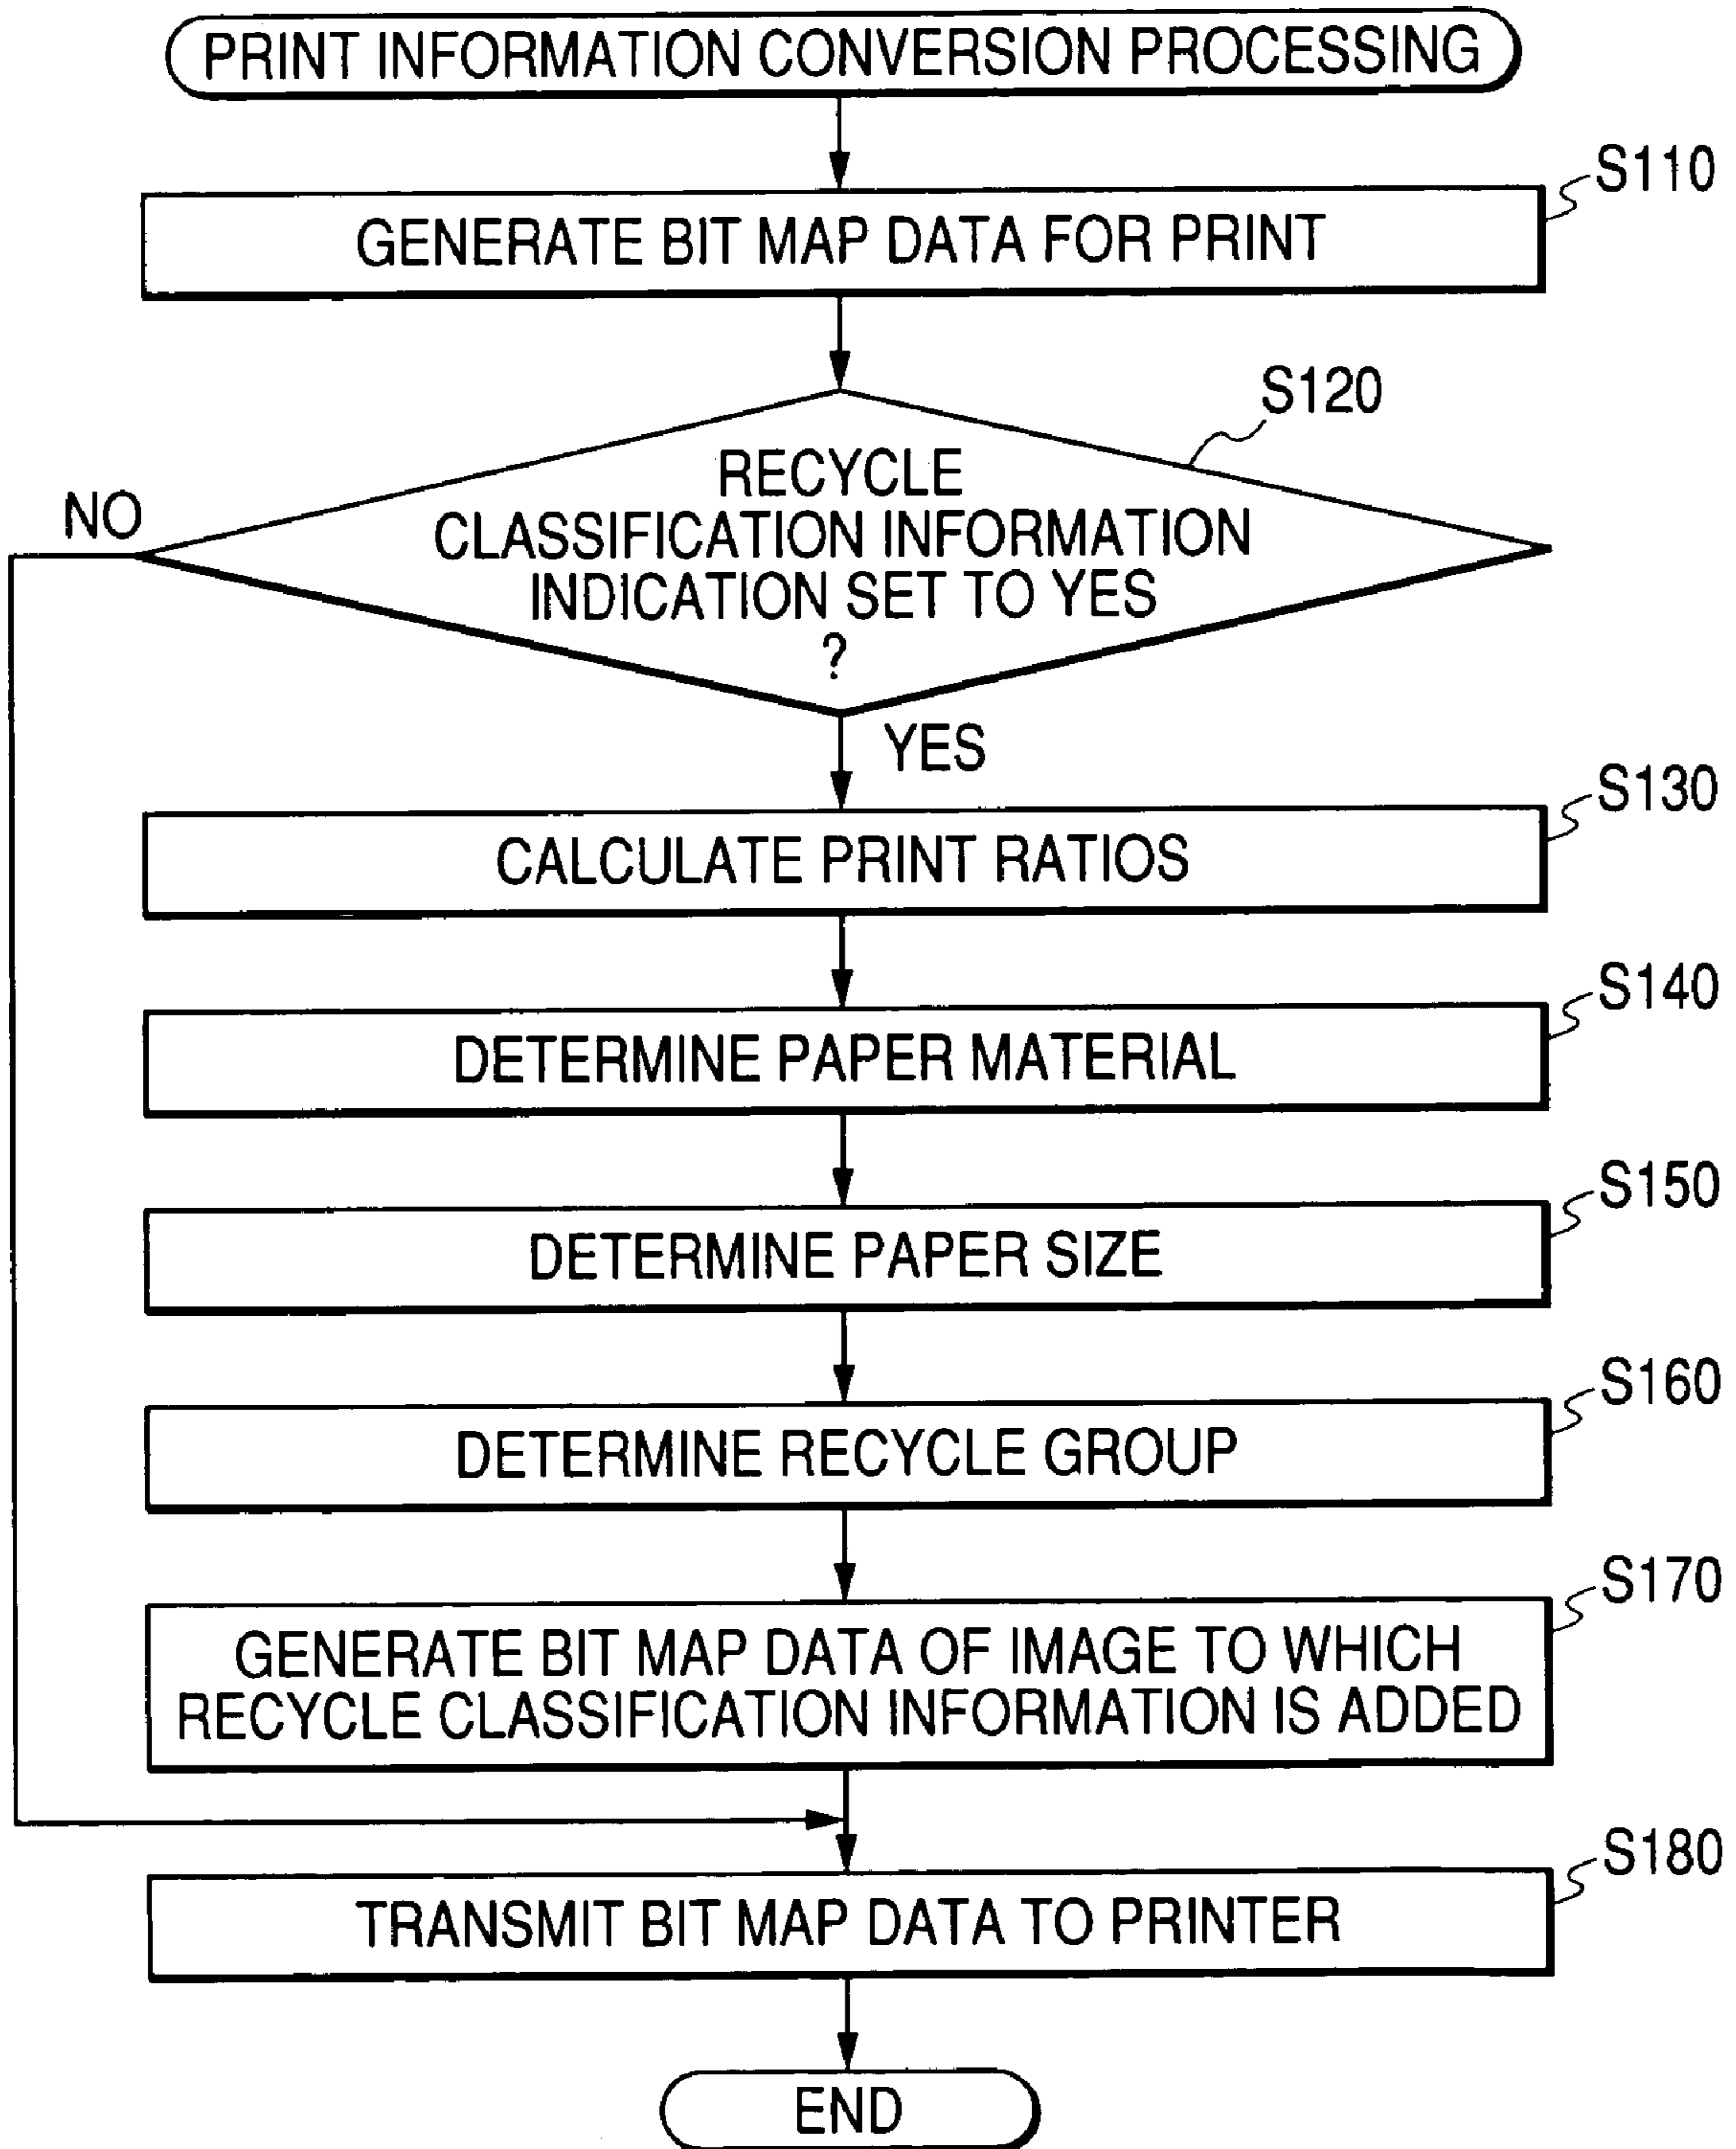 PRINT INFORMATION CONVERSION PROCESSING
S110
GENERATE BIT MAP DATA FOR PRINT
S120
RECYCLE
CLASSIFICATION INFORMATION
INDICATION SET TO YES
?
NO
YES
S130
CALCULATE PRINT RATIOS
S140
DETERMINE PAPER MATERIAL
S150
DETERMINE PAPER SIZE
S160
DETERMINE RECYCLE GROUP
S170
GENERATE BIT MAP DATA OF IMAGE TO WHICH
RECYCLE CLASSIFICATION INFORMATION IS ADDED
S180
TRANSMIT BIT MAP DATA TO PRINTER
END